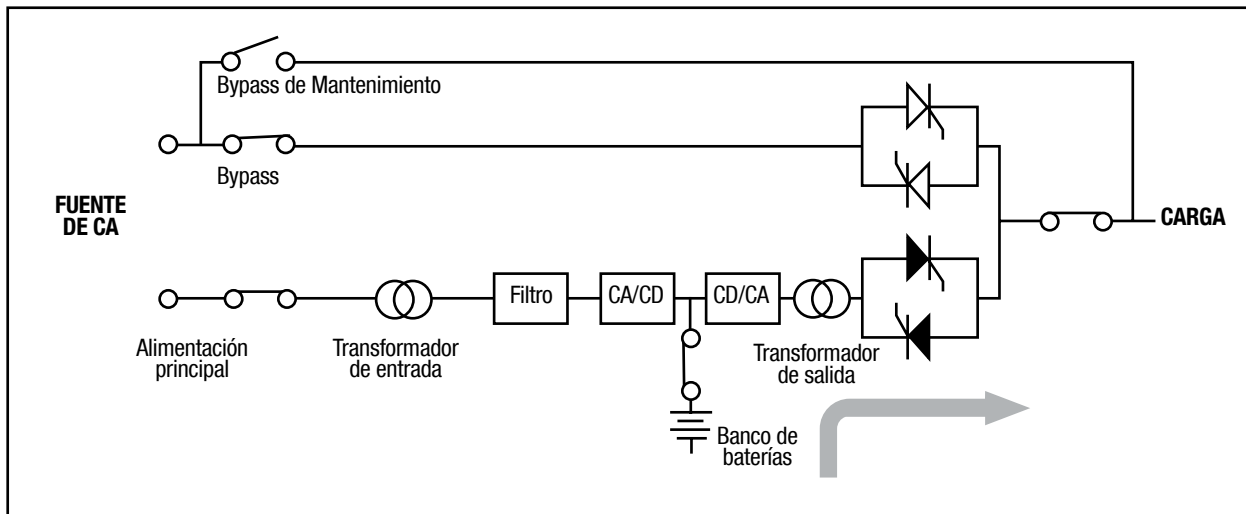 Bypass de Mantenimiento
Bypass
FUENTE
DE CA
CARGA
Filtro
CA/CD
CD/CA
Alimentación
principal
Transformador
de entrada
Transformador
de salida
Banco de
baterías